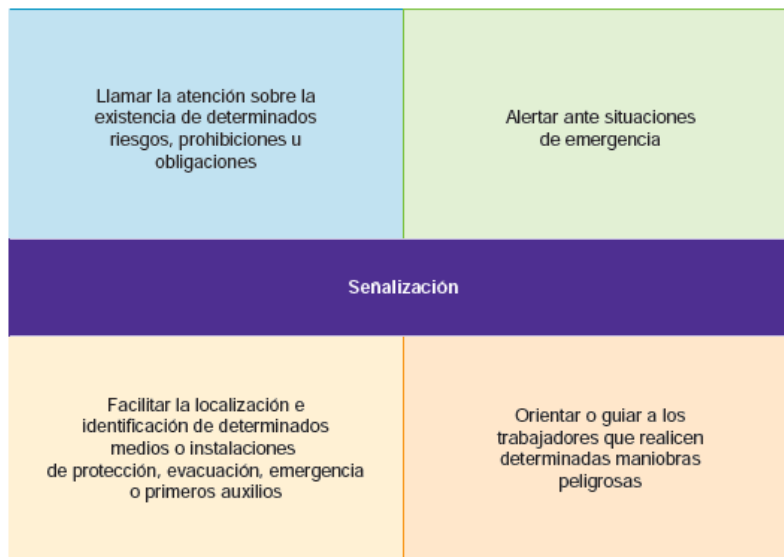 Llamar la atención sobre la
existencia de determinados
riesgos, prohibiciones u
obligaciones
Alertar ante situaciones
de emergencia
Señalización
Facilitar la localización e
identificación de determinados
medios o instalaciones
de protección, evacuación, emergencia
o primeros auxilios
Orientar o guiar a los
trabajadores que realicen
determinadas maniobras
peligrosas